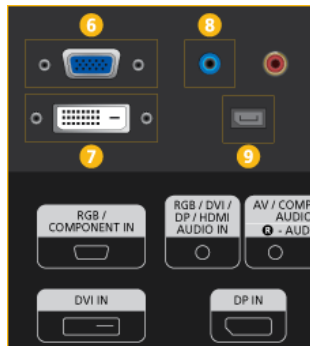 6
8
7
9
RGB /
COMPONENT IN
RGB / DVI /
DP / HDMI
AUDIO IN
AV / COMP
AUDIO
R - AUD
DVI IN
DP IN